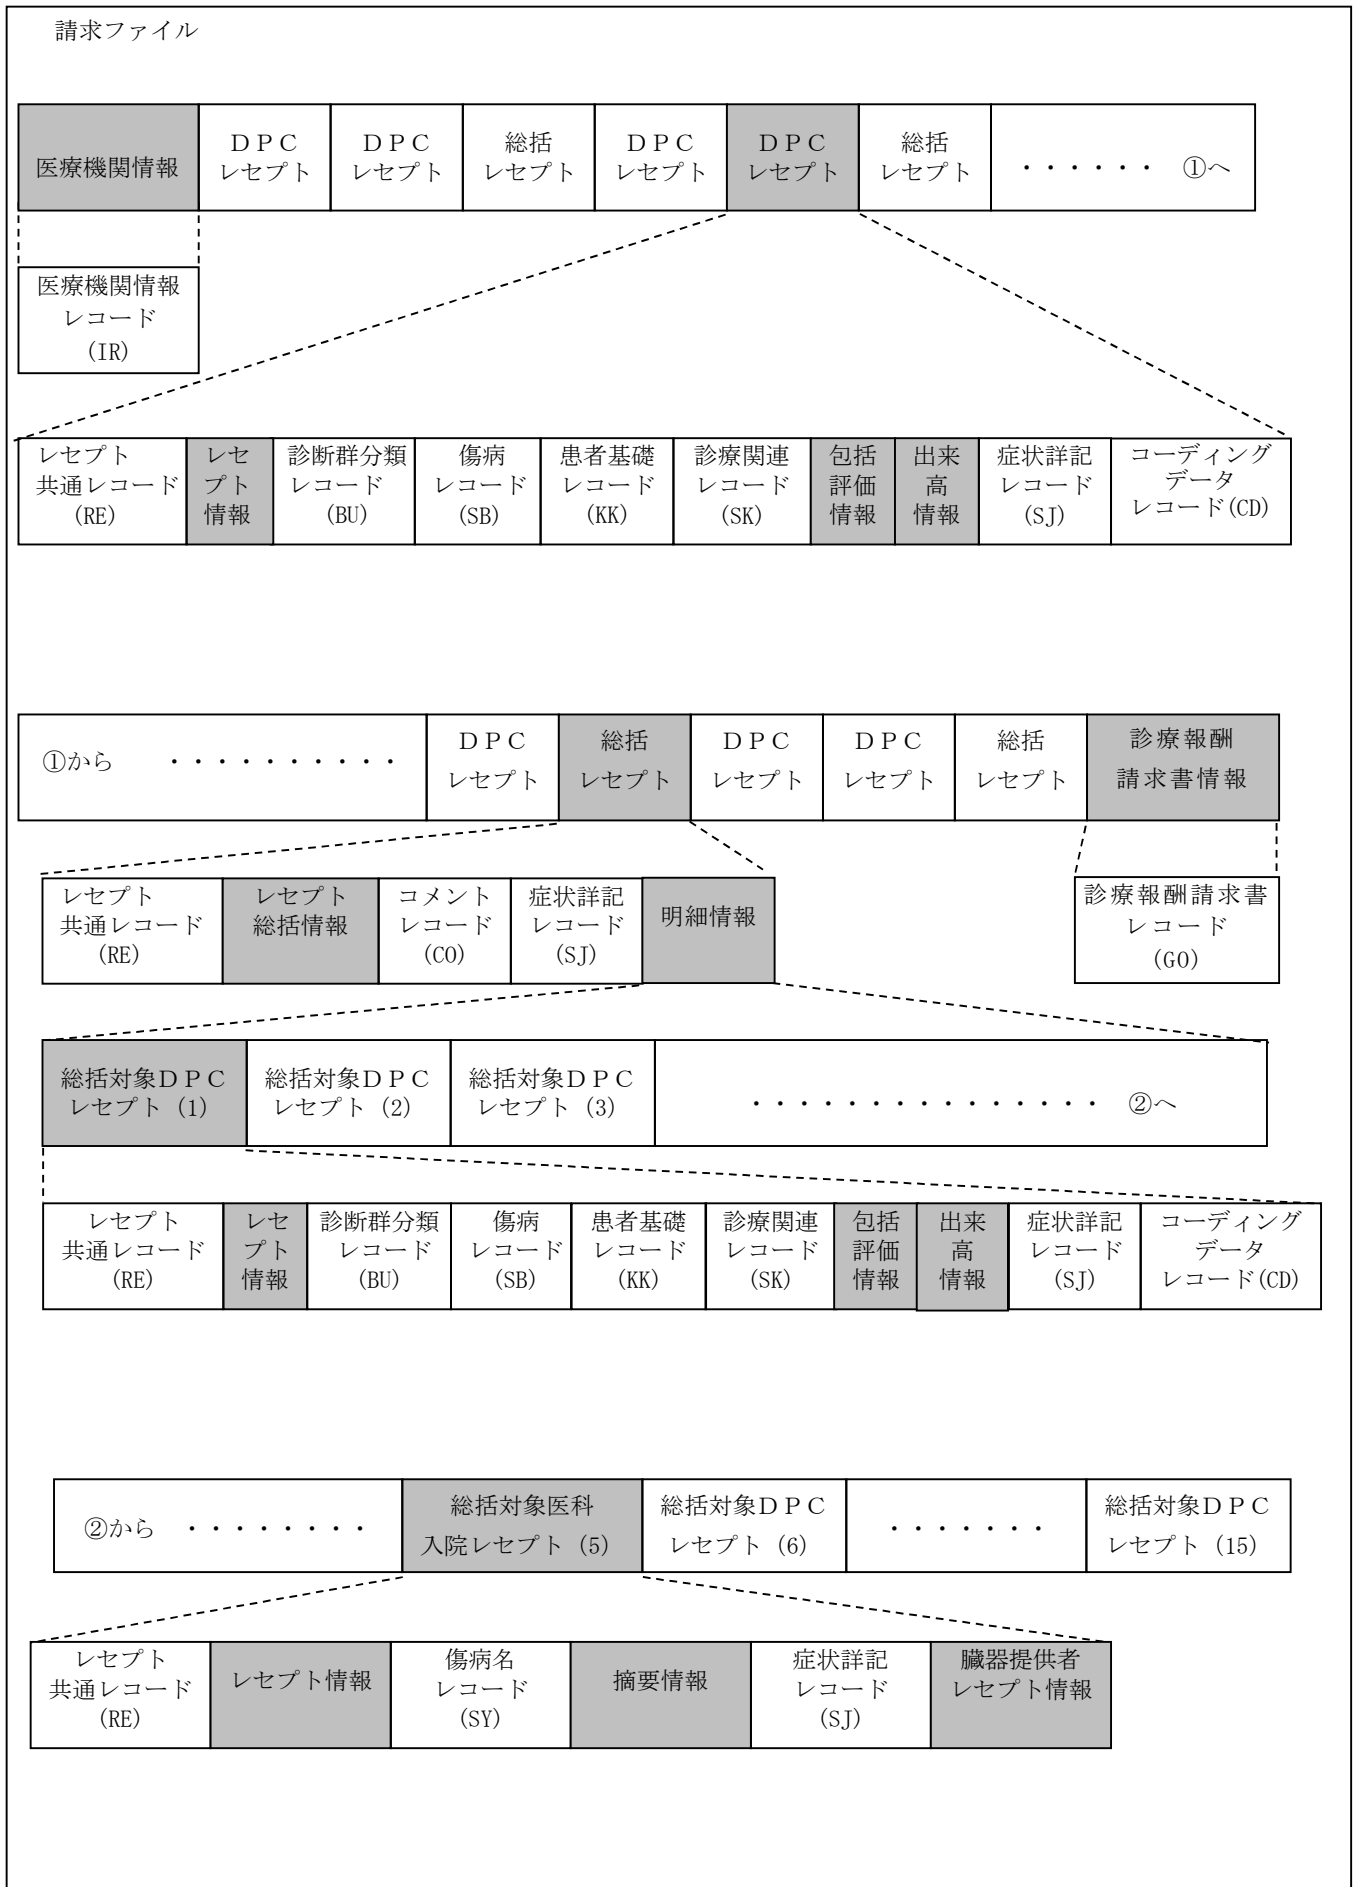 請求ファイル
医療機関情報
ＤＰＣ
レセプト
ＤＰＣ
レセプト
総括
レセプト
ＤＰＣ
レセプト
ＤＰＣ
レセプト
総括
レセプト
・・・・・・ ①へ
医療機関情報
レコード
(IR)
レセプト
共通レコード
(RE)
レセ
プト
情報
診断群分類
レコード
(BU)
傷病
レコード
(SB)
患者基礎
レコード
(KK)
診療関連
レコード
(SK)
包括
評価
情報
出来
高
情報
症状詳記
レコード
(SJ)
コーディング
データ
レコード(CD)
①から ・・・・・・・・・・
ＤＰＣ
レセプト
総括
レセプト
ＤＰＣ
レセプト
ＤＰＣ
レセプト
総括
レセプト
診療報酬
請求書情報
レセプト
共通レコード
(RE)
レセプト
総括情報
コメント
レコード
(CO)
症状詳記
レコード
(SJ)
明細情報
診療報酬請求書
レコード
(GO)
総括対象ＤＰＣ
レセプト (1)
総括対象ＤＰＣ
レセプト (2)
総括対象ＤＰＣ
レセプト (3)
・・・・・・・・・・・・・・・ ②へ
レセプト
共通レコード
(RE)
レセ
プト
情報
診断群分類
レコード
(BU)
傷病
レコード
(SB)
患者基礎
レコード
(KK)
診療関連
レコード
(SK)
包括
評価
情報
出来
高
情報
症状詳記
レコード
(SJ)
コーディング
データ
レコード(CD)
②から ・・・・・・・・
総括対象医科
入院レセプト (5)
総括対象ＤＰＣ
レセプト (6)
・・・・・・・
総括対象ＤＰＣ
レセプト (15)
レセプト
共通レコード
(RE)
レセプト情報
傷病名
レコード
(SY)
摘要情報
症状詳記
レコード
(SJ)
臓器提供者
レセプト情報